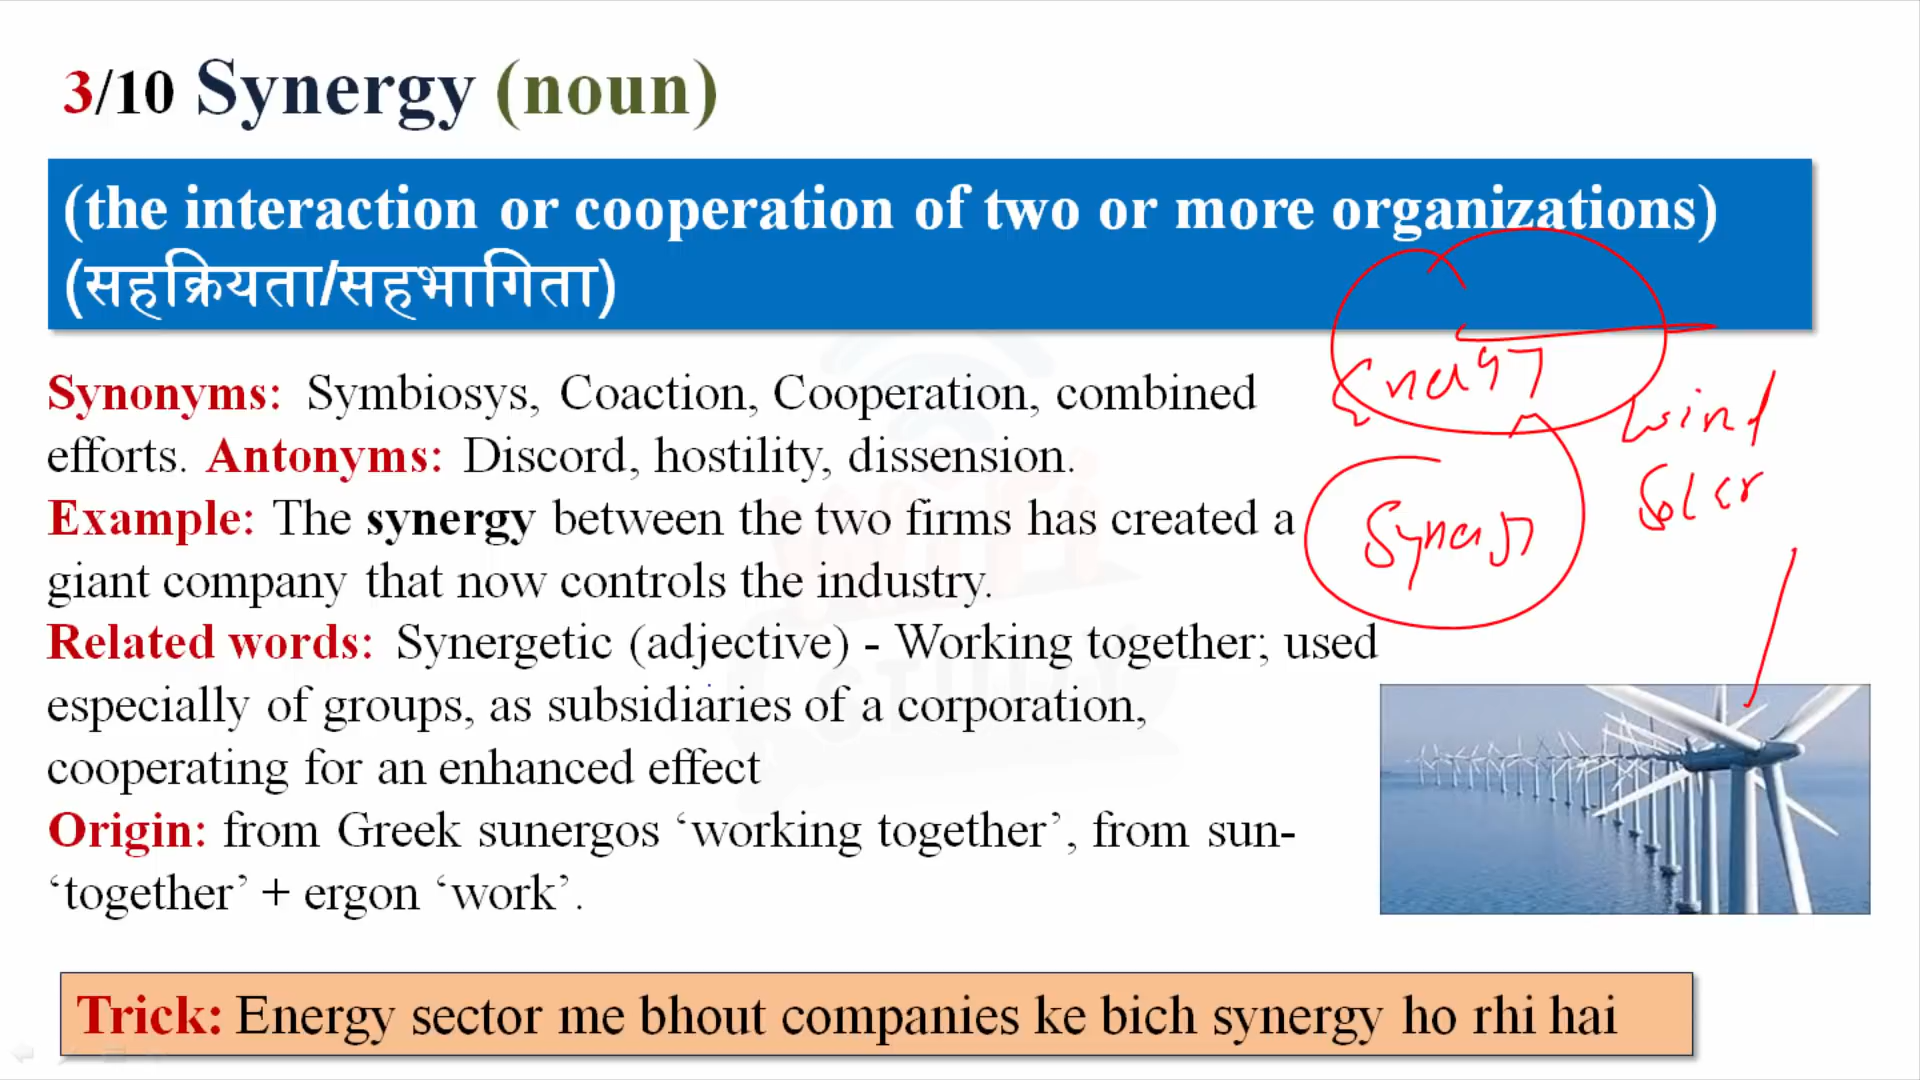 3/10 Synergy (noun)
(the interaction or cooperation of two or more organizations)
(सहक्रियता/सहभागिता)
Synonyms: Symbiosys, Coaction, Cooperation, combined
efforts. Antonyms: Discord, hostility, dissension.
Example: The synergy between the two firms has created a
giant company that now controls the industry.
Related words: Synergetic (adjective) - Working together; used
especially of groups, as subsidiaries of a corporation,
cooperating for an enhanced effect
Origin: from Greek sunergos ‘working together’, from sun-
‘together’ + ergon ‘work’.
Energy
wind
Soler
Synergy
Trick: Energy sector me bhout companies ke bich synergy ho rhi hai